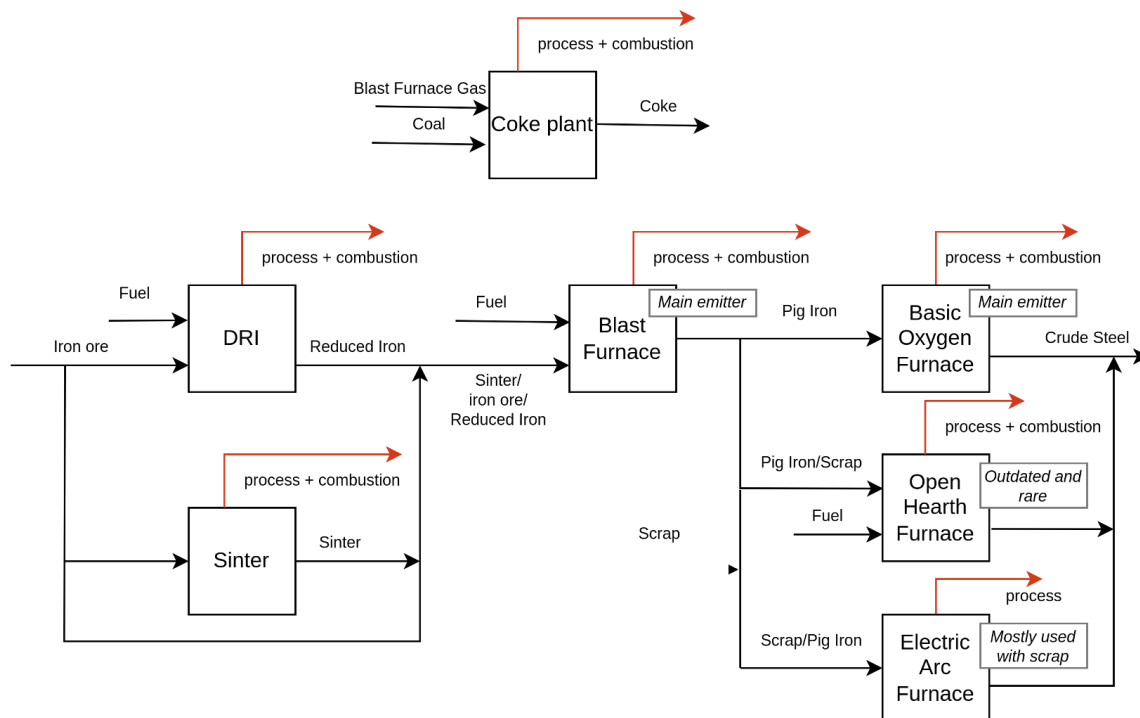 process + combustion
Blast Furnace Gas
Coal
Coke plant
Coke
process + combustion
Fuel
Iron ore
DRI
Reduced Iron
process + combustion
Sinter
Sinter
Fuel
Sinter/
iron ore/
Reduced Iron
process + combustion
Main emitter
Blast
Furnace
Pig Iron
process + combustion
Main emitter
Basic
Oxygen
Furnace
Crude Steel
process + combustion
Pig Iron/Scrap
Fuel
Open
Hearth
Furnace
Outdated and
rare
Scrap
process
Scrap/Pig Iron
Electric
Arc
Furnace
Mostly used
with scrap